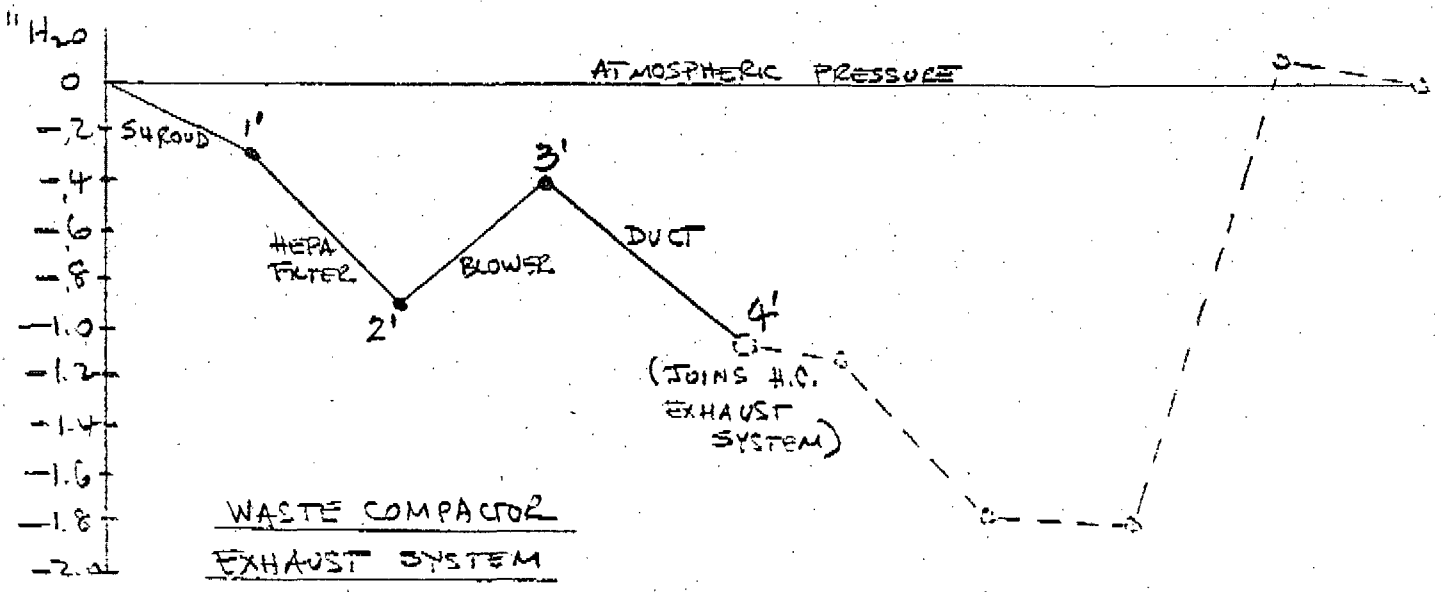 "H2O
0
ATMOSPHERIC PRESSURE
-.2
SHROUD
1'
-.4
3'
-.6
HEPA
FILTER
BLOWER
DUCT
-.8
-1.0
2'
4'
-1.2
(JOINS H.C.
EXHAUST
SYSTEM)
-1.4
-1.6
-1.8
WASTE COMPACTOR
EXHAUST SYSTEM
-2.0